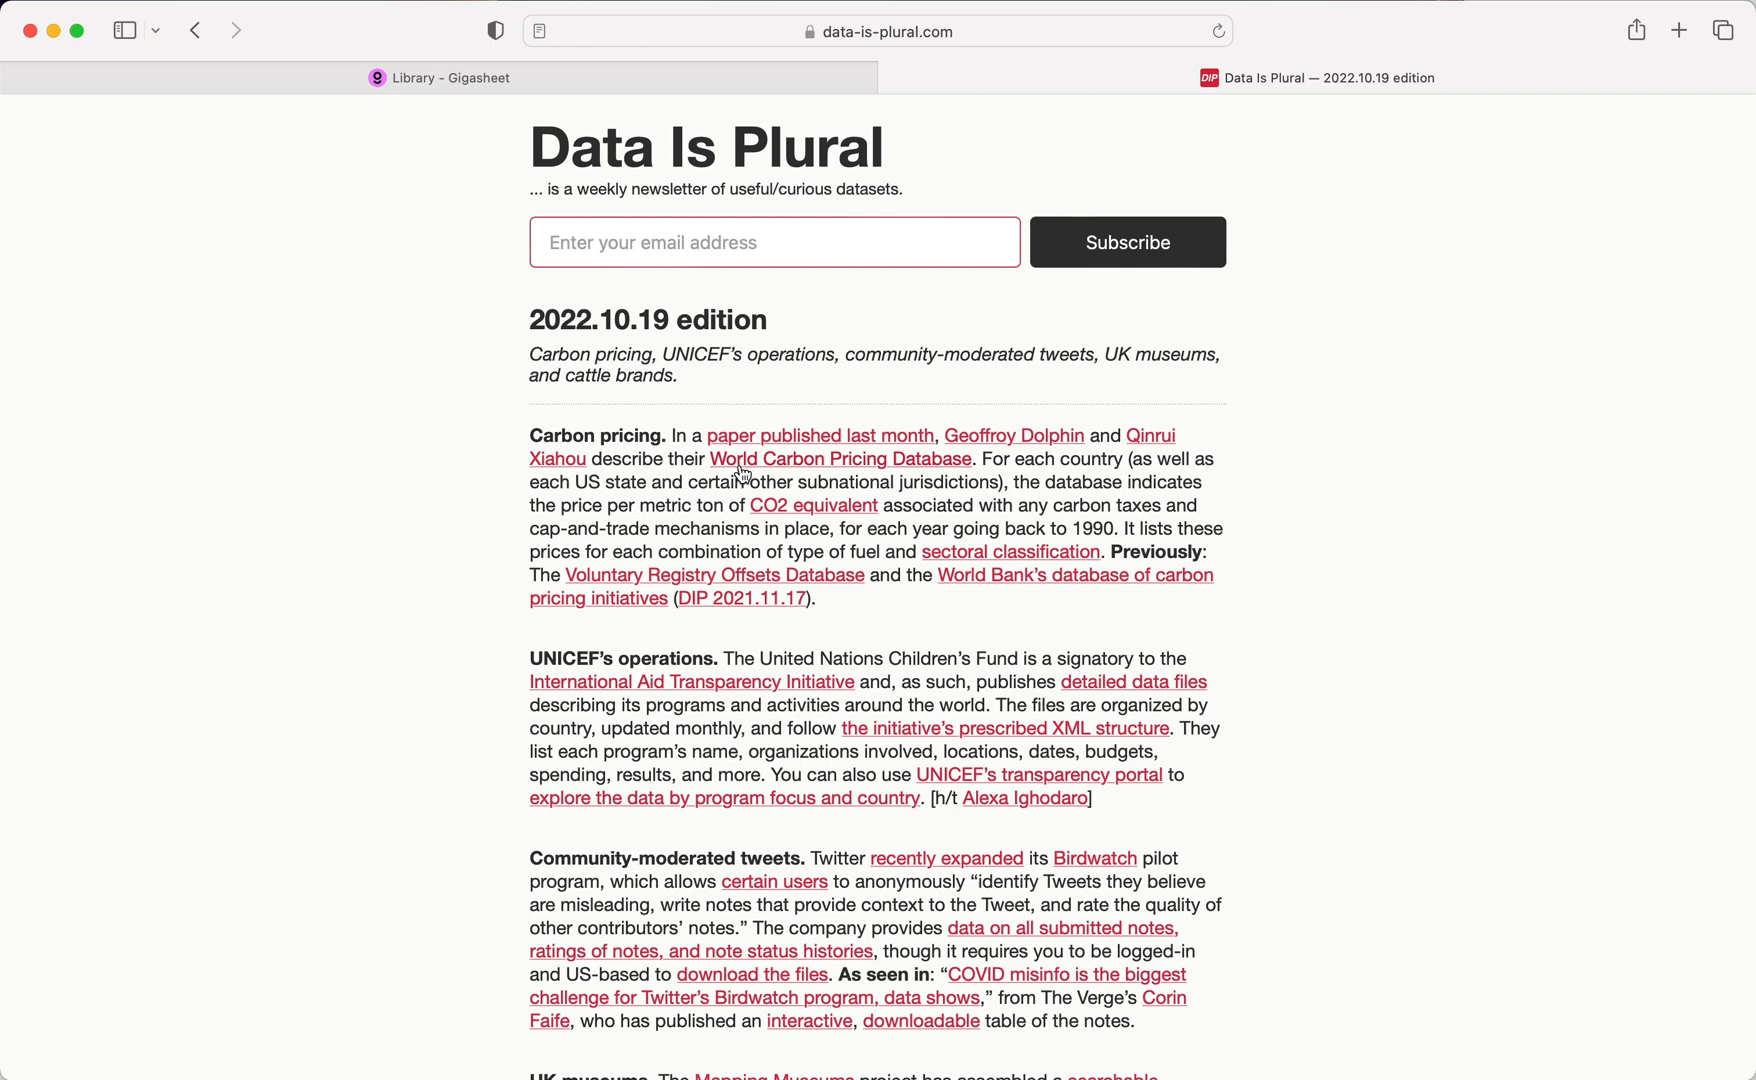 data-is-plural.com
Library - Gigasheet
DIP Data Is Plural — 2022.10.19 edition
Data Is Plural
... is a weekly newsletter of useful/curious datasets.
Enter your email address
Subscribe
2022.10.19 edition
Carbon pricing, UNICEF’s operations, community-moderated tweets, UK museums,
and cattle brands.
Carbon pricing. In a paper published last month, Geoffroy Dolphin and Qinrui
Xiahou describe their World Carbon Pricing Database. For each country (as well as
each US state and certain other subnational jurisdictions), the database indicates
the price per metric ton of CO2 equivalent associated with any carbon taxes and
cap-and-trade mechanisms in place, for each year going back to 1990. It lists these
prices for each combination of type of fuel and sectoral classification. Previously:
The Voluntary Registry Offsets Database and the World Bank’s database of carbon
pricing initiatives (DIP 2021.11.17).
UNICEF’s operations. The United Nations Children’s Fund is a signatory to the
International Aid Transparency Initiative and, as such, publishes detailed data files
describing its programs and activities around the world. The files are organized by
country, updated monthly, and follow the initiative’s prescribed XML structure. They
list each program’s name, organizations involved, locations, dates, budgets,
spending, results, and more. You can also use UNICEF’s transparency portal to
explore the data by program focus and country. [h/t Alexa Ighodaro]
Community-moderated tweets. Twitter recently expanded its Birdwatch pilot
program, which allows certain users to anonymously “identify Tweets they believe
are misleading, write notes that provide context to the Tweet, and rate the quality of
other contributors’ notes.” The company provides data on all submitted notes,
ratings of notes, and note status histories, though it requires you to be logged-in
and US-based to download the files. As seen in: “COVID misinfo is the biggest
challenge for Twitter’s Birdwatch program, data shows,” from The Verge’s Corin
Faife, who has published an interactive, downloadable table of the notes.
UK museums. The Mapping Museums project has assembled a searchable